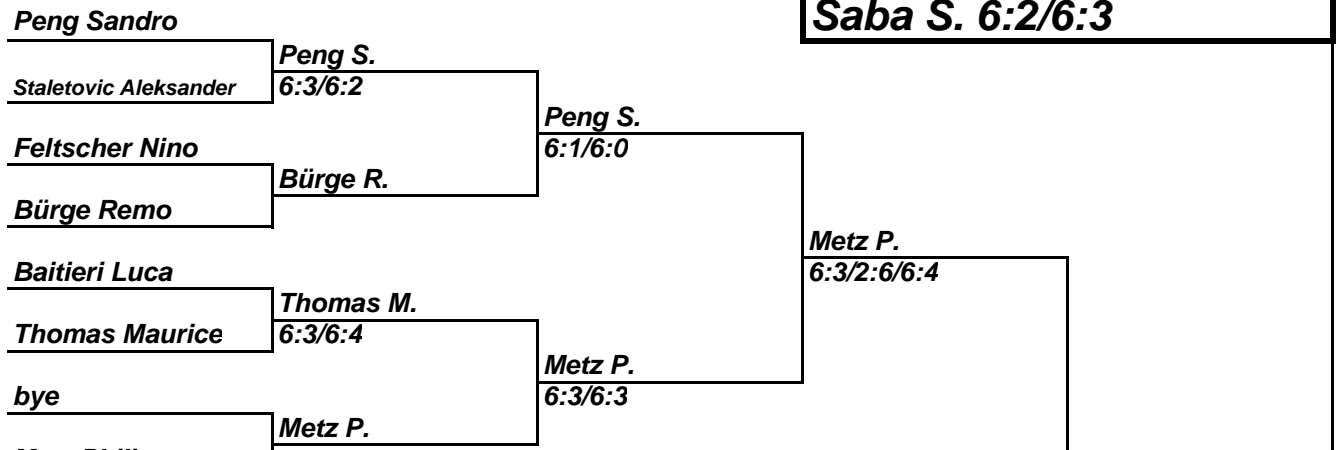 Peng Sandro
Saba S. 6:2/6:3
Peng S.
Staletovic Aleksander
6:3/6:2
Peng S.
Feltscher Nino
6:1/6:0
Bürge R.
Bürge Remo
Metz P.
Baitieri Luca
6:3/2:6/6:4
Thomas M.
Thomas Maurice
6:3/6:4
Metz P.
bye
6:3/6:3
Metz P.